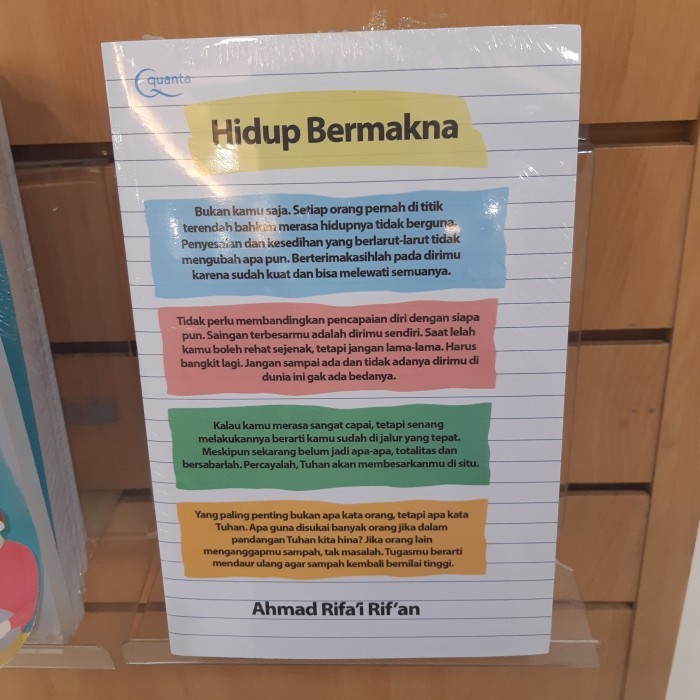 quanta
Hidup Bermakna
Bukan kamu saja. Setiap orang pernah di titik
terendah bahkan merasa hidupnya tidak berguna.
Penyesalan dan kesedihan yang berlarut-larut tidak
mengubah apa pun. Berterimakasihlah pada dirimu
karena sudah kuat dan bisa melewati semuanya.
Tidak perlu membandingkan pencapaian diri dengan siapa
pun. Saingan terbesarmu adalah dirimu sendiri. Saat lelah
kamu boleh rehat sejenak, tetapi jangan lama-lama. Harus
bangkit lagi. Jangan sampai ada dan tidak adanya dirimu di
dunia ini gak ada bedanya.
Kalau kamu merasa sangat capai, tetapi senang
melakukannya berarti kamu sudah di jalur yang tepat.
Meskipun sekarang belum jadi apa-apa, totalitas dan
bersabarlah. Percayalah, Tuhan akan membesarkanmu di situ.
Yang paling penting bukan apa kata orang, tetapi apa kata
Tuhan. Apa guna disukai banyak orang jika dalam
pandangan Tuhan kita hina? Jika orang lain
menganggapmu sampah, tak masalah. Tugasmu berarti
mendaur ulang agar sampah kembali bernilai tinggi.
Ahmad Rifa'i Rif'an